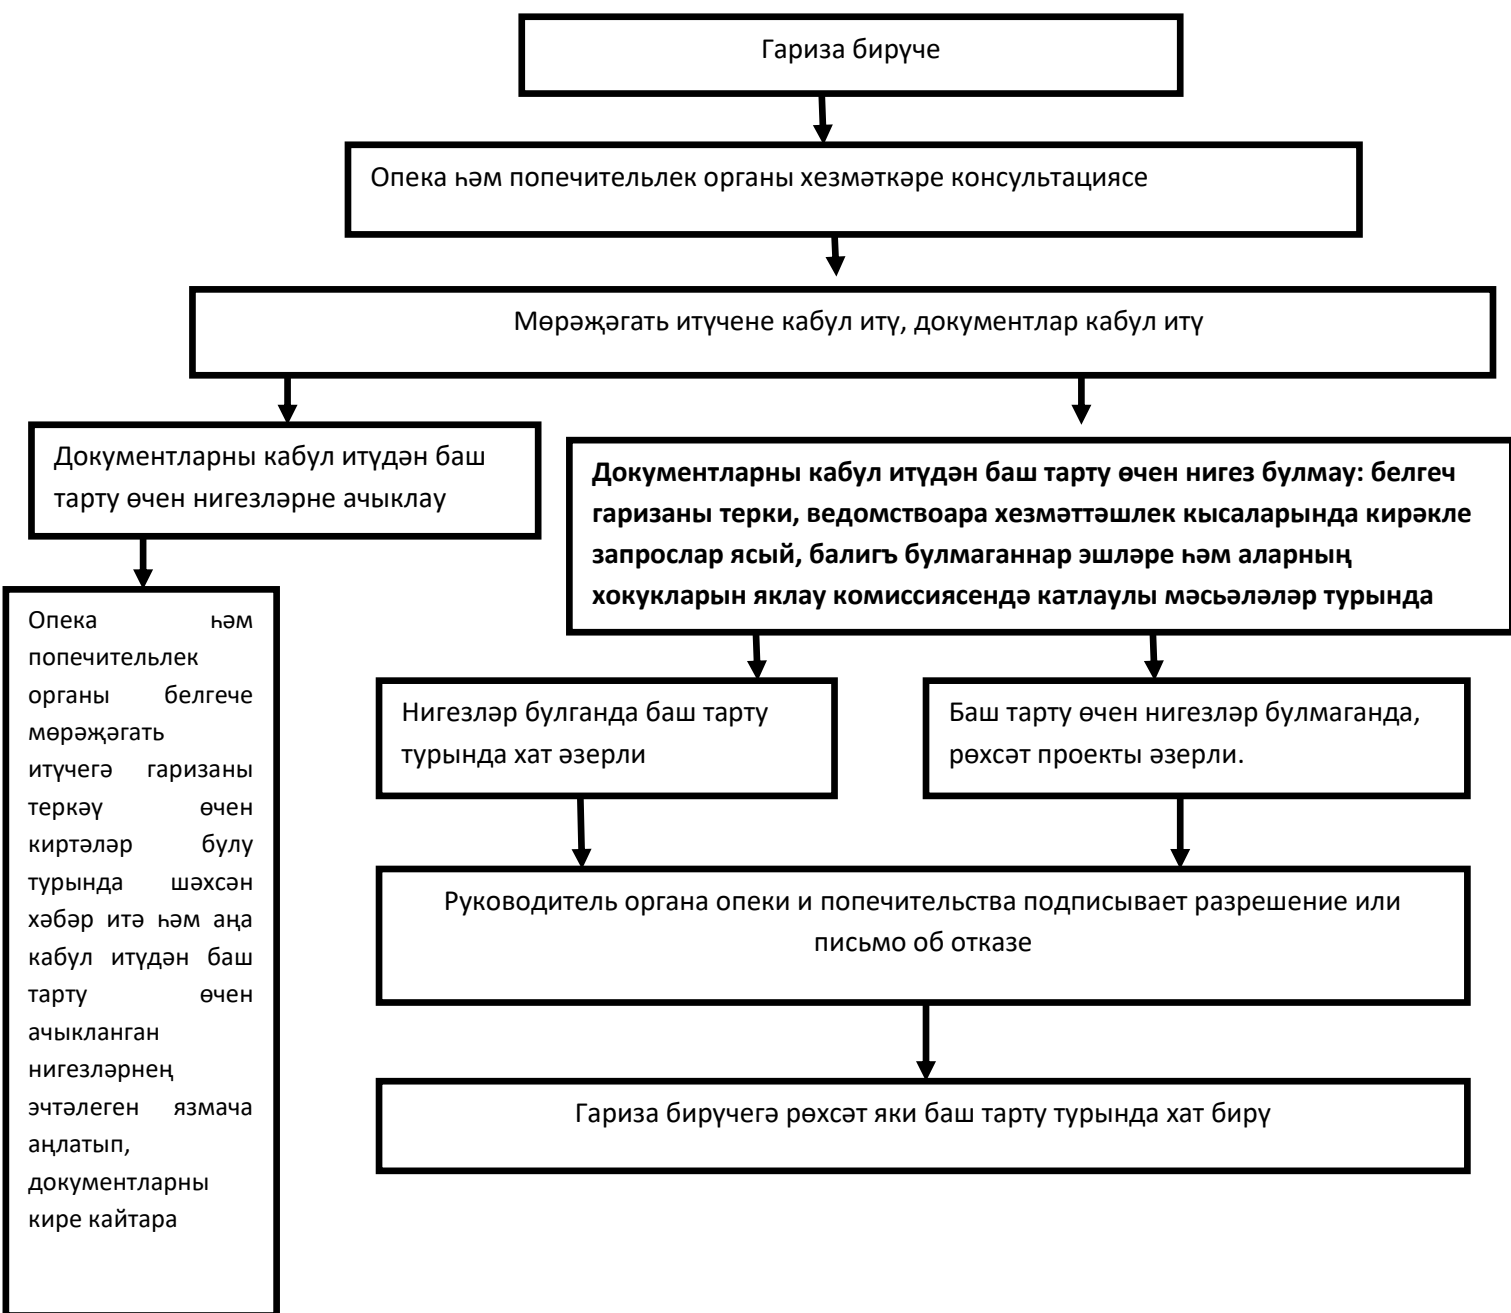 Гариза бирүче
Опека һәм попечительлек органы хезмәткәре консультациясе
Мөрәҗәгать итүчене кабул итү, документлар кабул итү
Документларны кабул итүдән баш
тарту өчен нигезләрне ачыклау
Документларны кабул итүдән баш тарту өчен нигез булмау: белгеч
гаризаны терки, ведомствоара хезмәттәшлек кысаларында кирәкле
запрослар ясый, балигъ булмаганнар эшләре һәм аларның
хокукларын яклау комиссиясендә катлаулы мәсьәләләр турында
Опека һәм
попечительлек
органы белгече
мөрәҗәгать
итүчегә гаризаны
теркәү өчен
киртәләр булу
турында шәхсән
хәбәр итә һәм аңа
кабул итүдән баш
тарту өчен
ачыкланган
нигезләрнең
эчтәлеген язмача
аңлатып,
документларны
кире кайтара
Нигезләр булганда баш тарту
турында хат әзерли
Баш тарту өчен нигезләр булмаганда,
рөхсәт проекты әзерли.
Руководитель органа опеки и попечительства подписывает разрешение или
письмо об отказе
Гариза бирүчегә рөхсәт яки баш тарту турында хат бирү